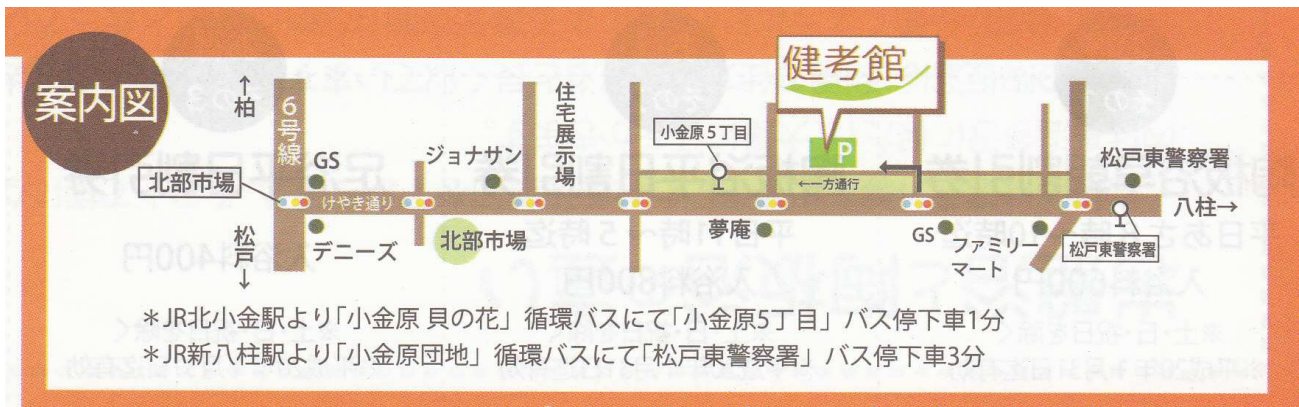 案内図
↑柏
6号線
北部市場
松戸↓
GS
けやき通り
デニーズ
ジョナサン
北部市場
住宅展示場
小金原5丁目
健考館
P
←一方通行
夢庵
GS
ファミリー
マート
松戸東警察署
八柱→
松戸東警察署
＊JR北小金駅より「小金原 貝の花」循環バスにて「小金原5丁目」バス停下車1分
＊JR新八柱駅より「小金原団地」循環バスにて「松戸東警察署」バス停下車3分